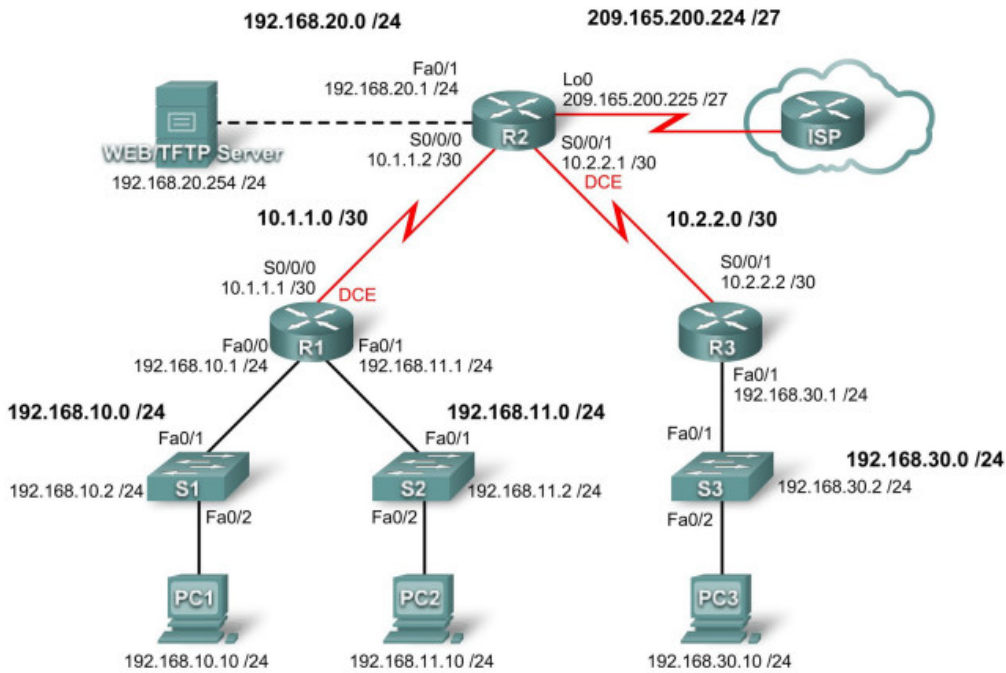 192.168.20.0 /24
209.165.200.224 /27
Fa0/1
192.168.20.1 /24
Lo0
209.165.200.225 /27
R2
ISP
WEB/TFTP Server
192.168.20.254 /24
S0/0/0
10.1.1.2 /30
S0/0/1
10.2.2.1 /30
DCE
10.1.1.0 /30
10.2.2.0 /30
S0/0/0
10.1.1.1 /30
DCE
S0/0/1
10.2.2.2 /30
R1
R3
Fa0/0
192.168.10.1 /24
Fa0/1
192.168.11.1 /24
Fa0/1
192.168.30.1 /24
192.168.10.0 /24
192.168.11.0 /24
192.168.30.0 /24
Fa0/1
Fa0/1
Fa0/1
192.168.10.2 /24
S1
S2
192.168.11.2 /24
S3
192.168.30.2 /24
Fa0/2
Fa0/2
Fa0/2
PC1
PC2
PC3
192.168.10.10 /24
192.168.11.10 /24
192.168.30.10 /24